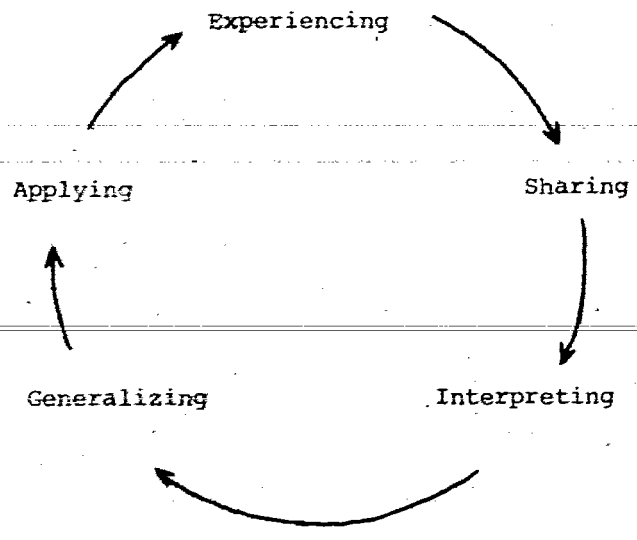 Experiencing
Applying
Sharing
Generalizing
Interpreting